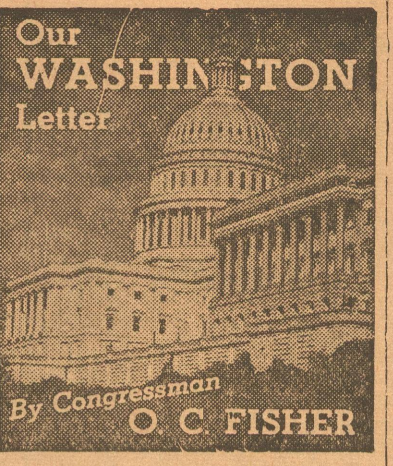 Our
WASHINGTON
Letter
By Congressman
O. C. FISHER